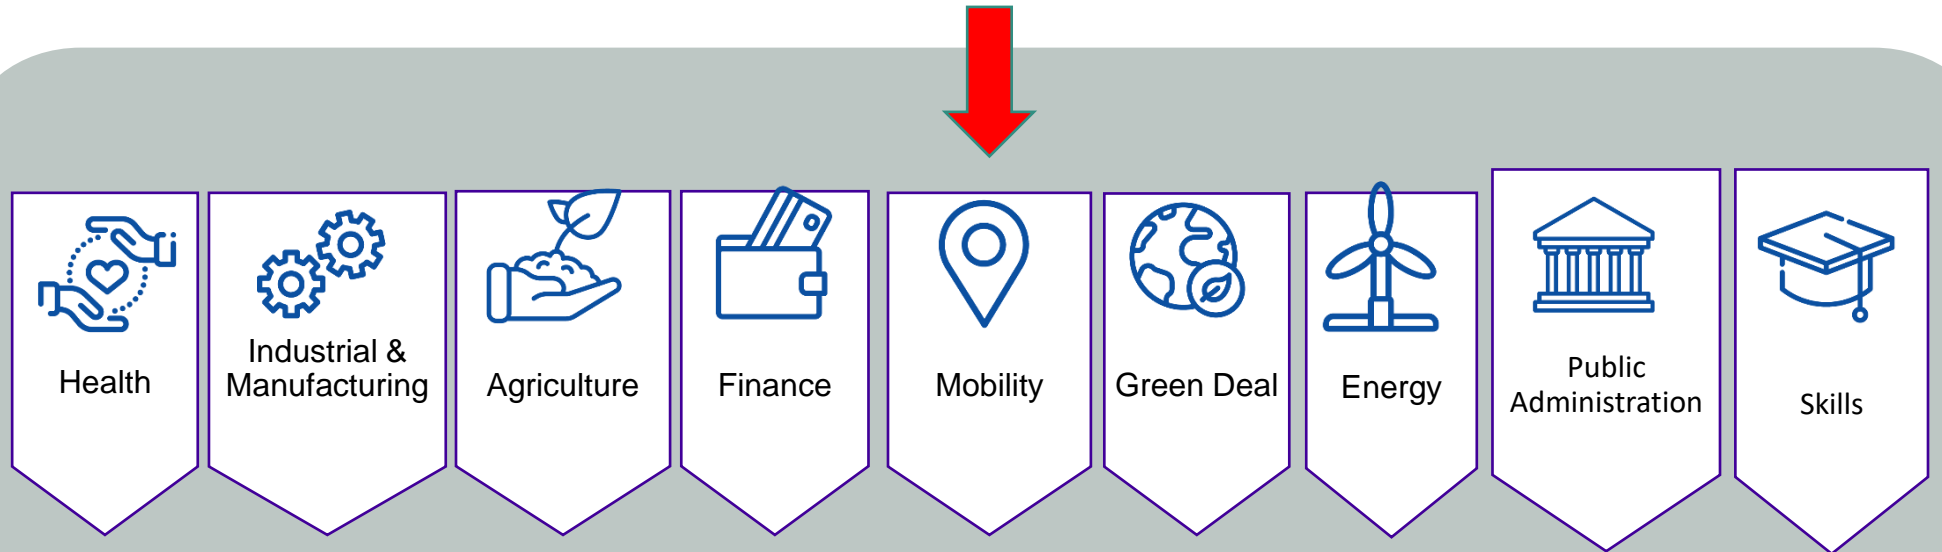 Health
Industrial &
Manufacturing
Agriculture
Finance
Mobility
Green Deal
Energy
Public
Administration
Skills